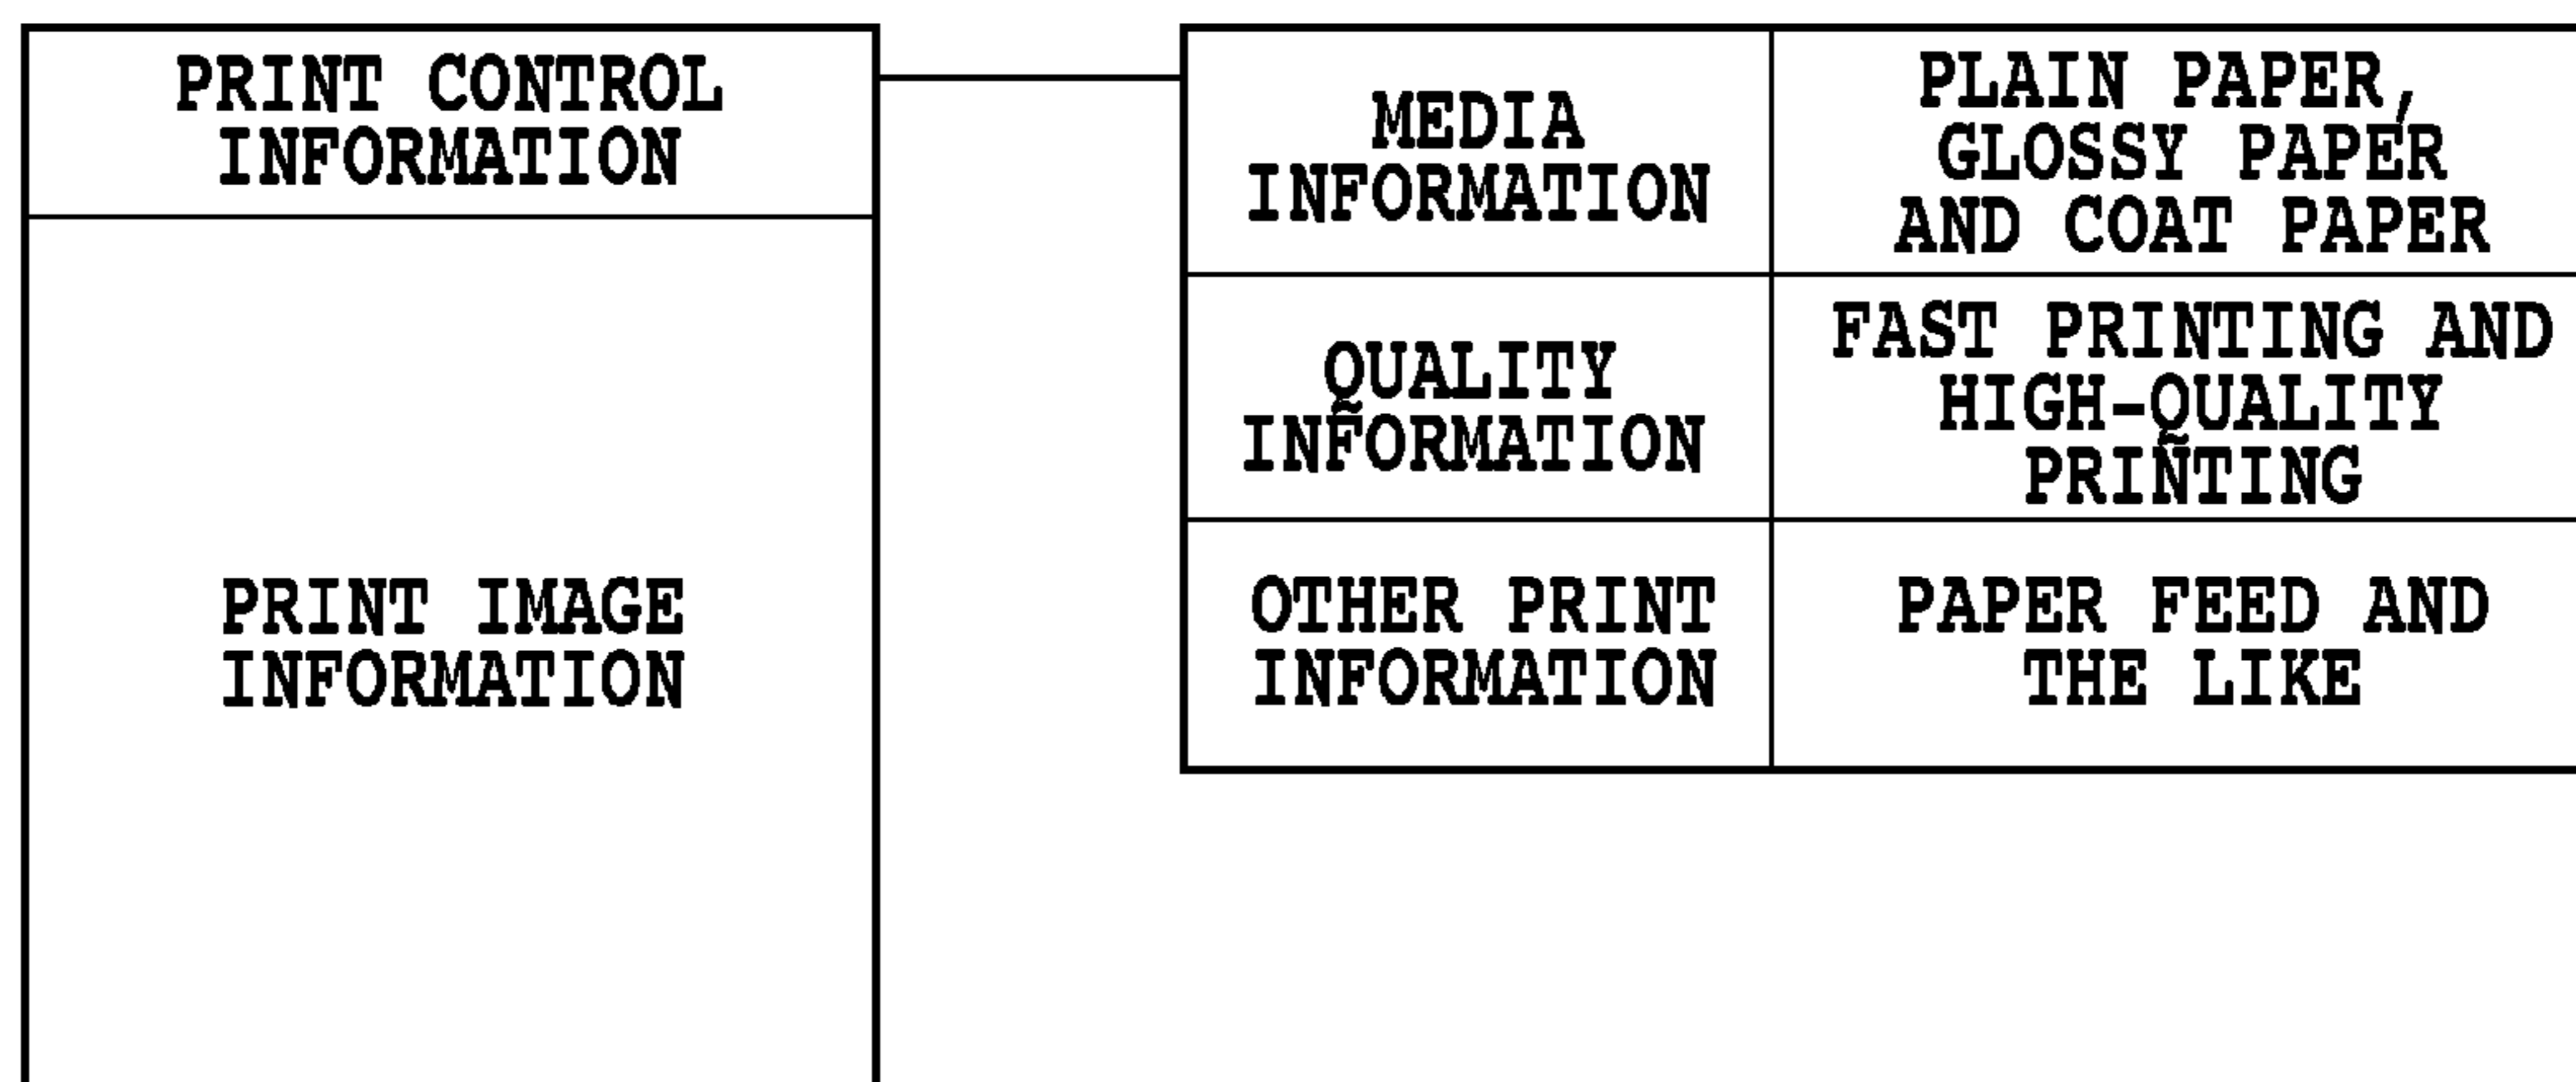 PRINT CONTROL
INFORMATION
PRINT IMAGE
INFORMATION
MEDIA
INFORMATION
PLAIN PAPER,
GLOSSY PAPER
AND COAT PAPER
QUALITY
INFORMATION
FAST PRINTING AND
HIGH-QUALITY
PRINTING
OTHER PRINT
INFORMATION
PAPER FEED AND
THE LIKE